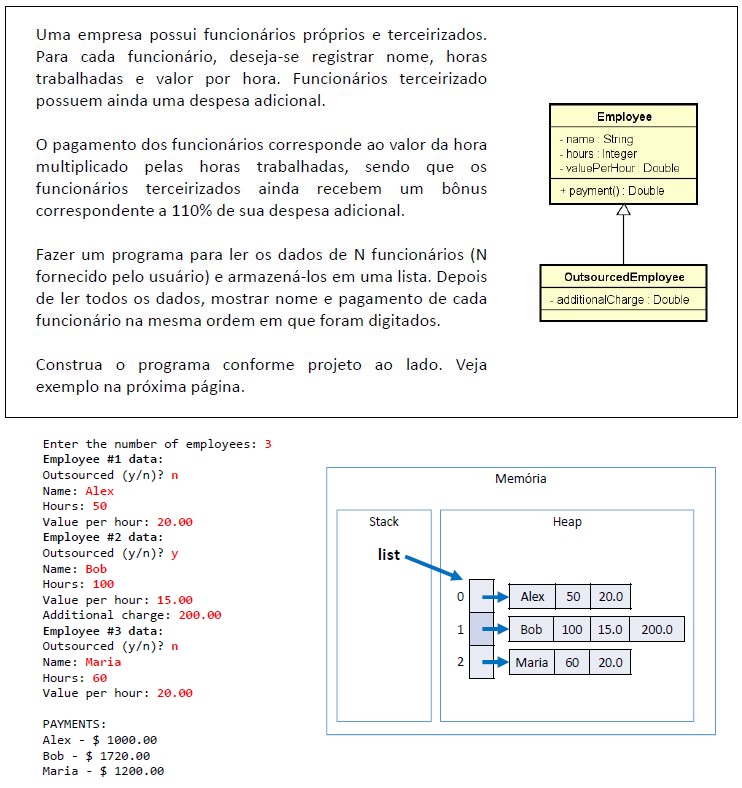 Uma empresa possui funcionários próprios e terceirizados.
Para cada funcionário, deseja-se registrar nome, horas
trabalhadas e valor por hora. Funcionários terceirizado
possuem ainda uma despesa adicional.
O pagamento dos funcionários corresponde ao valor da hora
multiplicado pelas horas trabalhadas, sendo que os
funcionários terceirizados ainda recebem um bônus
correspondente a 110% de sua despesa adicional.
Fazer um programa para ler os dados de N funcionários (N
fornecido pelo usuário) e armazená-los em uma lista. Depois
de ler todos os dados, mostrar nome e pagamento de cada
funcionário na mesma ordem em que foram digitados.
Construa o programa conforme projeto ao lado. Veja
exemplo na próxima página.
Employee
- name : String
- hours : Integer
- valuePerHour : Double
+ payment() : Double
OutsourcedEmployee
- additionalCharge : Double
Enter the number of employees: 3
Employee #1 data:
Outsourced (y/n)? n
Name: Alex
Hours: 50
Value per hour: 20.00
Employee #2 data:
Outsourced (y/n)? y
Name: Bob
Hours: 100
Value per hour: 15.00
Additional charge: 200.00
Employee #3 data:
Outsourced (y/n)? n
Name: Maria
Hours: 60
Value per hour: 20.00
PAYMENTS:
Alex - $ 1000.00
Bob - $ 1720.00
Maria - $ 1200.00
Memória
Stack
Heap
list
0 Alex 50 20.0
1 Bob 100 15.0 200.0
2 Maria 60 20.0